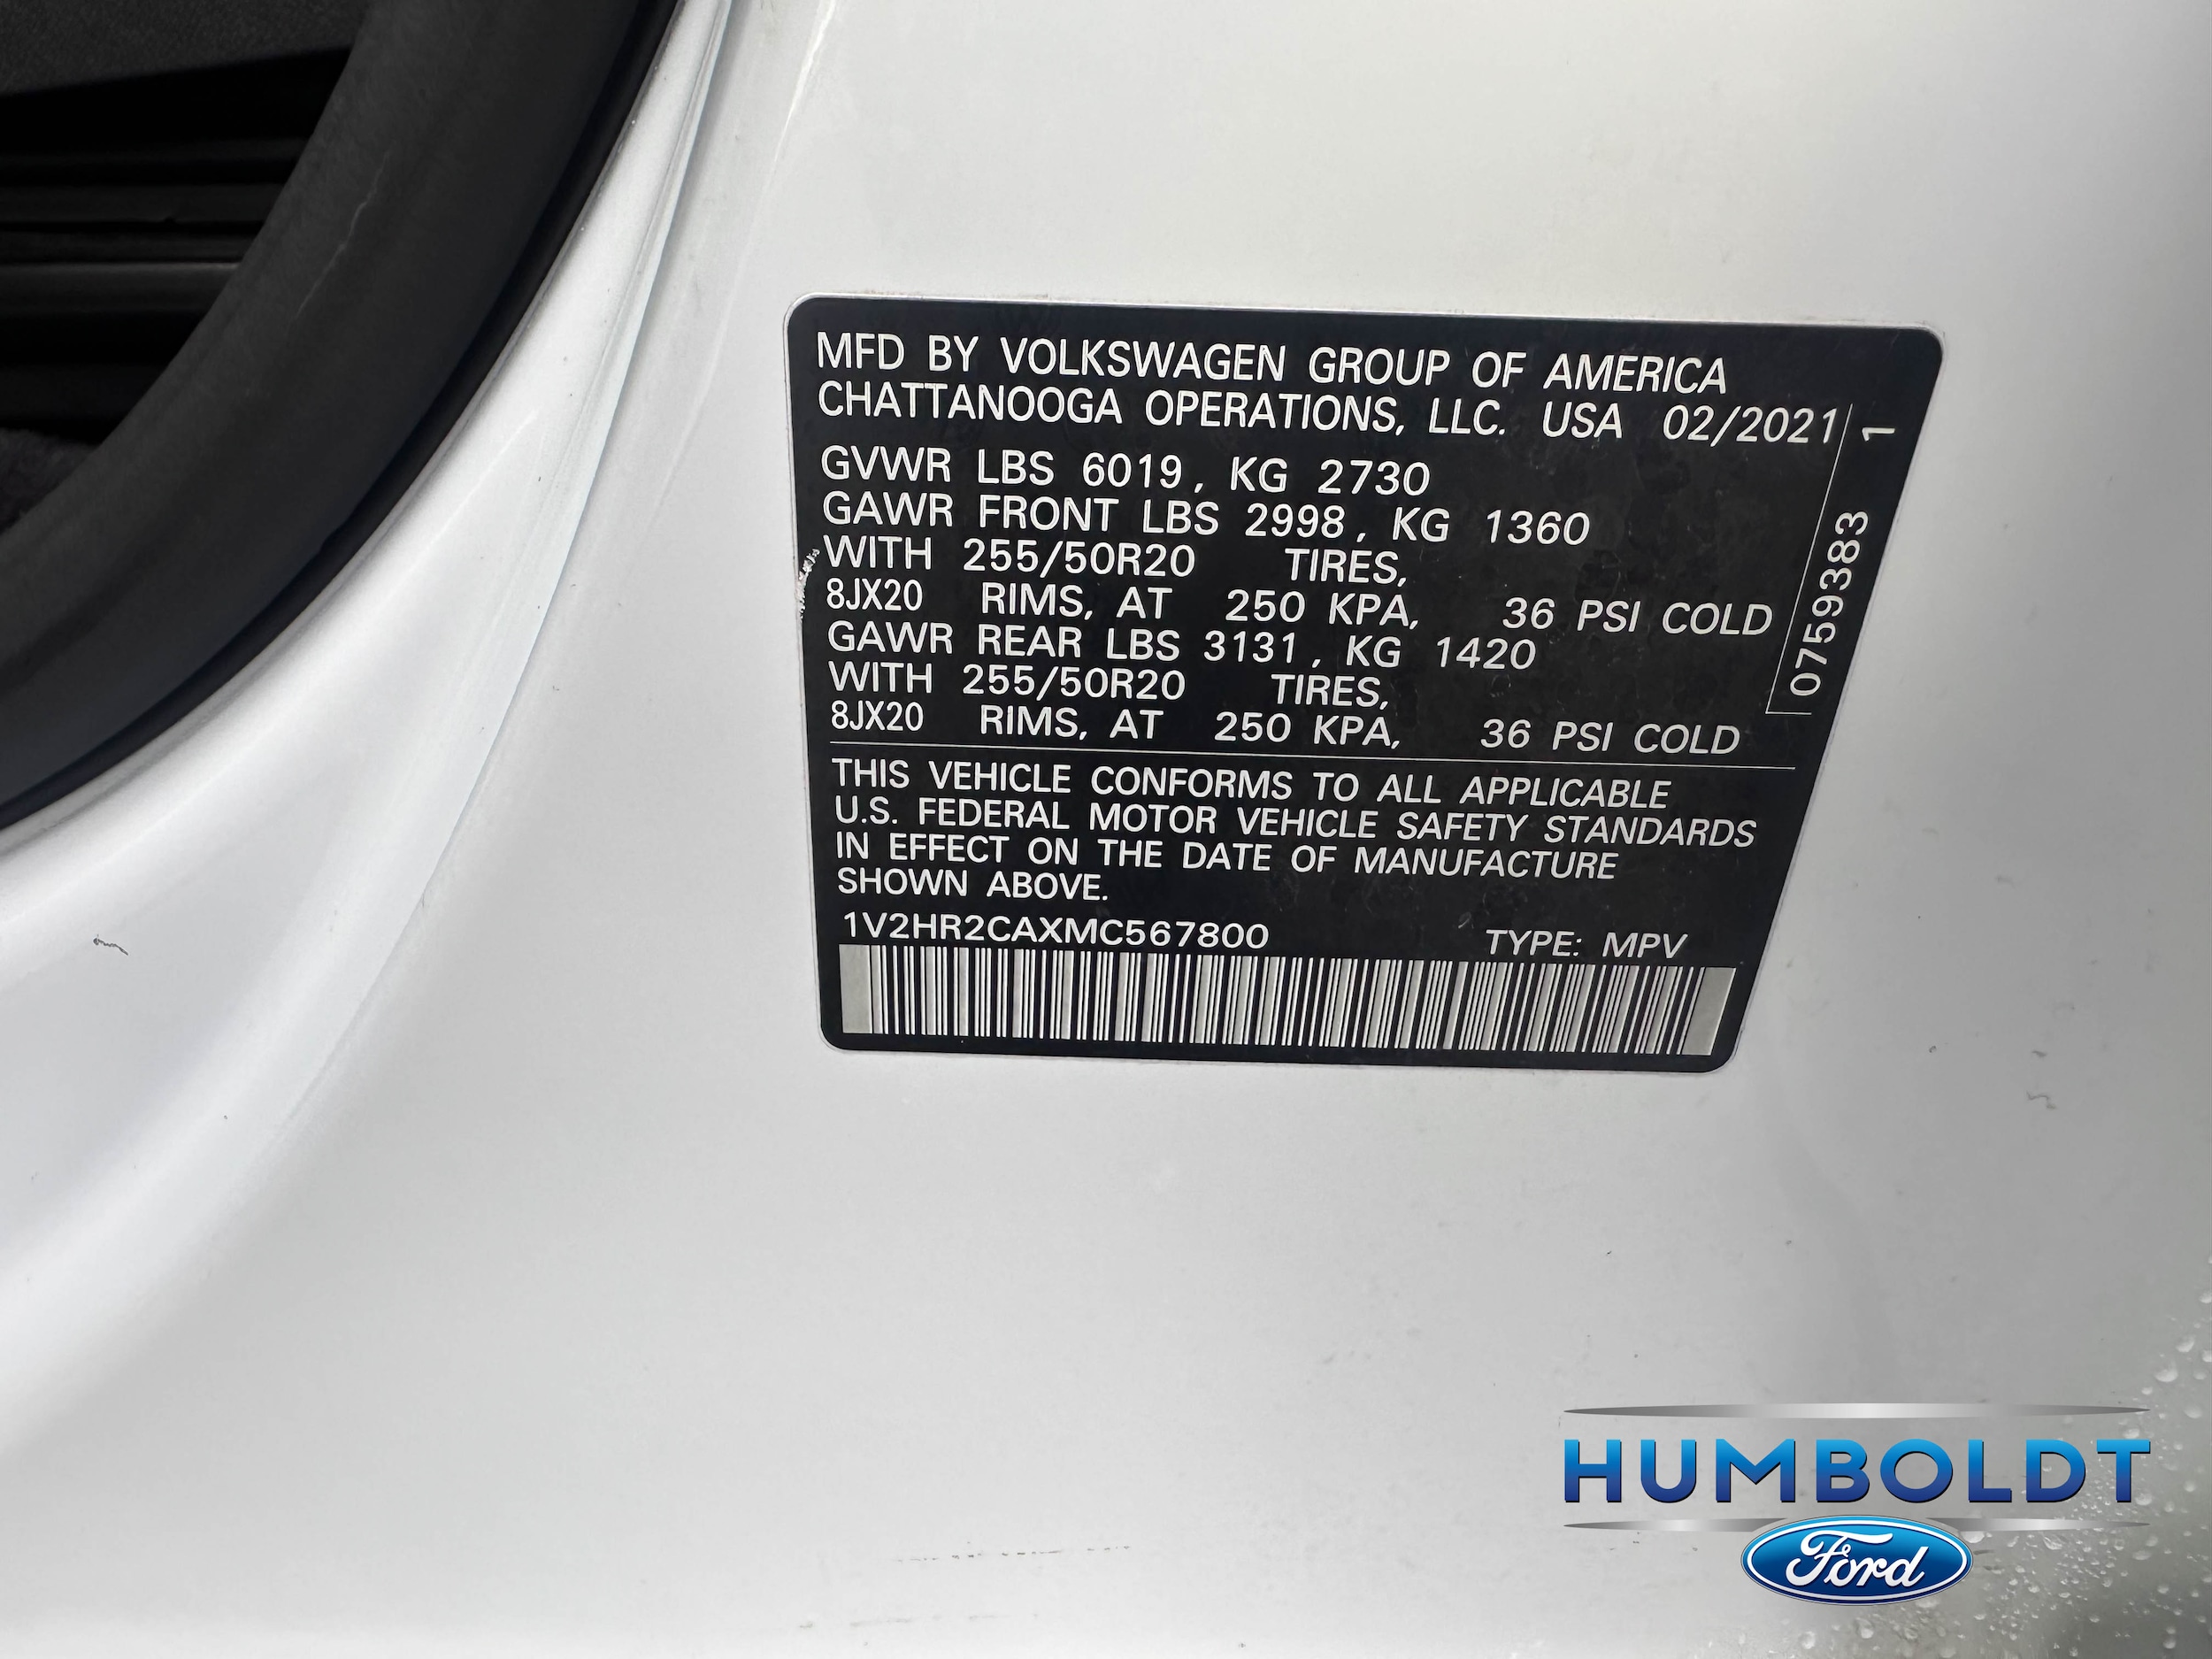 MFD BY VOLKSWAGEN GROUP OF AMERICA
CHATTANOOGA OPERATIONS, LLC. USA 02/2021
GVWR LBS 6019, KG 2730
GAWR FRONT LBS 2998, KG 1360
WITH 255/50R20 TIRES,
8JX20 RIMS, AT 250 KPA, 36 PSI COLD
GAWR REAR LBS 3131, KG 1420
WITH 255/50R20 TIRES,
8JX20 RIMS, AT 250 KPA, 36 PSI COLD
0759383 1
THIS VEHICLE CONFORMS TO ALL APPLICABLE
U.S. FEDERAL MOTOR VEHICLE SAFETY STANDARDS
IN EFFECT ON THE DATE OF MANUFACTURE
SHOWN ABOVE.
1V2HR2CAXMC567800 TYPE: MPV
HUMBOLDT
Ford